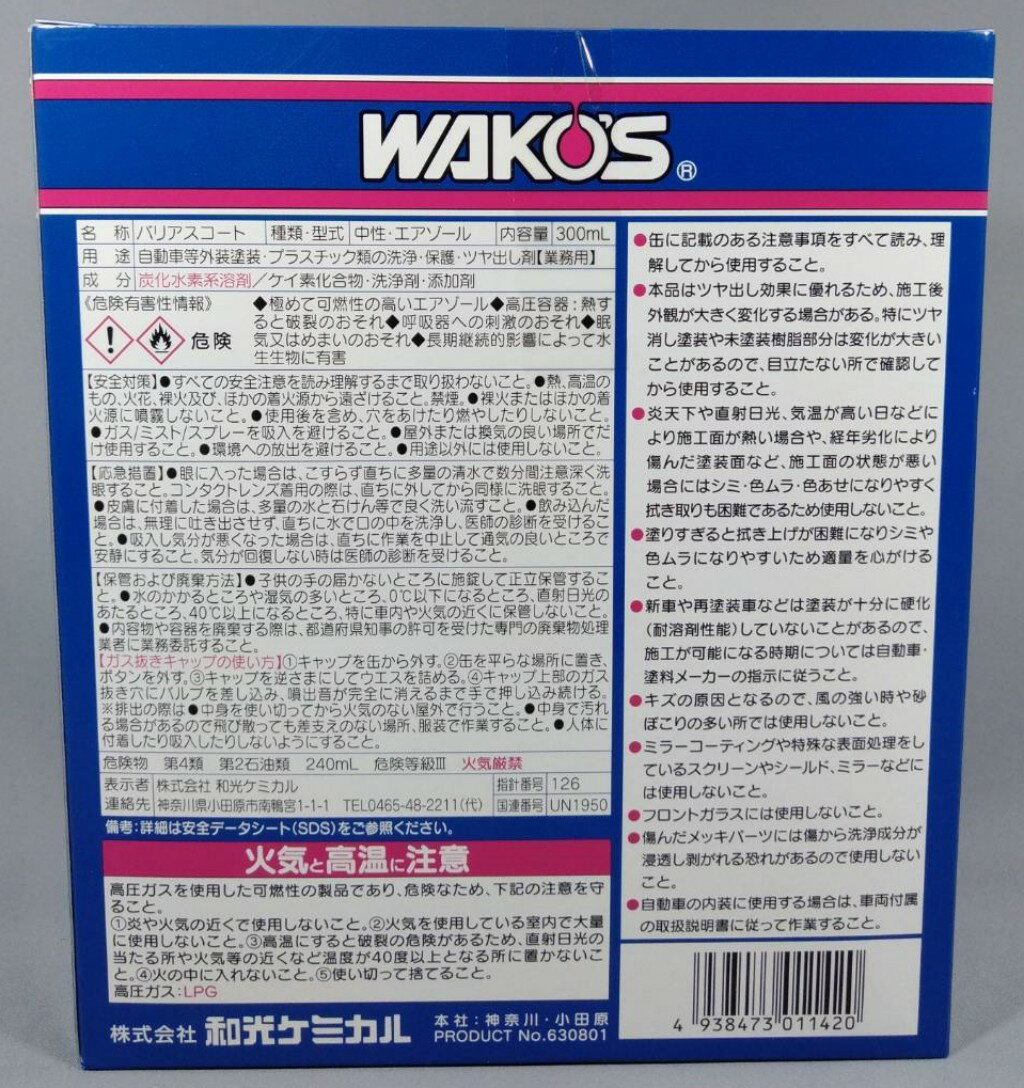 WAKO'S®
名 称 バリアスコート 種類・型式 中性・エアゾール 内容量 300mL
用 途 自動車等外装塗装・プラスチック類の洗浄・保護・ツヤ出し剤【業務用】
成 分 炭化水素系溶剤/ケイ素化合物・洗浄剤・添加剤
《危険有害性情報》
危険
◆極めて可燃性の高いエアゾール◆高圧容器:熱す
ると破裂のおそれ◆呼吸器への刺激のおそれ◆眠
気又はめまいのおそれ◆長期継続的影響によって水
生生物に有害
【安全対策】●すべての安全注意を読み理解するまで取り扱わないこと。●熱、高温の
もの、火花、裸火及び、ほかの着火源から遠ざけること。禁煙。●裸火またはほかの着
火源に噴霧しないこと。●使用後を含め、穴をあけたり燃やしたりしないこと。
●ガス/ミスト/スプレーを吸入を避けること。●屋外または換気の良い場所でだ
け使用すること。●環境への放出を避けること。●用途以外には使用しないこと。
【応急措置】●眼に入った場合は、こすらず直ちに多量の清水で数分間注意深く洗
眼すること。コンタクトレンズ着用の際は、直ちに外してから同様に洗眼すること。
●皮膚に付着した場合は、多量の水と石けん等で良く洗い流すこと。●飲み込んだ
場合は、無理に吐き出させず、直ちに水で口の中を洗浄し、医師の診断を受けるこ
と。●吸入し気分が悪くなった場合は、直ちに作業を中止して通気の良いところで
安静にすること。気分が回復しない時は医師の診断を受けること。
【保管および廃棄方法】●子供の手の届かないところに施錠して正立保管するこ
と。●水のかかるところや湿気の多いところ、0℃以下になるところ、直射日光の
あたるところ、40℃以上になるところ、特に車内や火気の近くに保管しないこと。
●内容物や容器を廃棄する際は、都道府県知事の許可を受けた専門の廃棄物処理
業者に業務委託すること。
【ガス抜きキャップの使い方】①キャップを缶から外す。②缶を平らな場所に置き、
ボタンを外す。③キャップを逆さまにしてウエスを詰める。④キャップ上部のガス
抜き穴にバルブを差し込み、噴出音が完全に消えるまで手で押し込み続ける。
※排出の際は●中身を使い切ってから火気のない屋外で行うこと。●中身で汚れ
る場合があるので飛び散っても差支えのない場所、服装で作業すること。●人体に
付着したり吸入したりしないようにすること。
危険物 第4類 第2石油類 240mL 危険等級Ⅲ 火気厳禁
表示者 株式会社 和光ケミカル 指針番号 126
連絡先 神奈川県小田原市南鴨宮1-1-1 TEL0465-48-2211(代) 国連番号 UN1950
備考:詳細は安全データシート(SDS)をご参照ください。
火気と高温に注意
高圧ガスを使用した可燃性の製品であり、危険なため、下記の注意を守
ること。
①炎や火気の近くで使用しないこと。②火気を使用している室内で大量
に使用しないこと。③高温にすると破裂の危険があるため、直射日光の
当たる所や火気等の近くなど温度が40度以上となる所に置かないこ
と。④火の中に入れないこと。⑤使い切って捨てること。
高圧ガス:LPG
株式会社 和光ケミカル 本社:神奈川・小田原
PRODUCT No.630801
●缶に記載のある注意事項をすべて読み、理
解してから使用すること。
●本品はツヤ出し効果に優れるため、施工後
外観が大きく変化する場合がある。特にツヤ
消し塗装や未塗装樹脂部分は変化が大きい
ことがあるので、目立たない所で確認して
から使用すること。
●炎天下や直射日光、気温が高い日などに
より施工面が熱い場合や、経年劣化により
傷んだ塗装面など、施工面の状態が悪い
場合にはシミ・色ムラ・色あせになりやすく
拭き取りも困難であるため使用しないこと。
●塗りすぎると拭き上げが困難になりシミや
色ムラになりやすいため適量を心がける
こと。
●新車や再塗装車などは塗装が十分に硬化
(耐溶剤性能)していないことがあるので、
施工が可能になる時期については自動車・
塗料メーカーの指示に従うこと。
●キズの原因となるので、風の強い時や砂
ぼこりの多い所では使用しないこと。
●ミラーコーティングや特殊な表面処理をし
ているスクリーンやシールド、ミラーなどに
は使用しないこと。
●フロントガラスには使用しないこと。
●傷んだメッキパーツには傷から洗浄成分が
浸透し剥がれる恐れがあるので使用しない
こと。
●自動車の内装に使用する場合は、車両付属
の取扱説明書に従って作業すること。
4 938473 011420